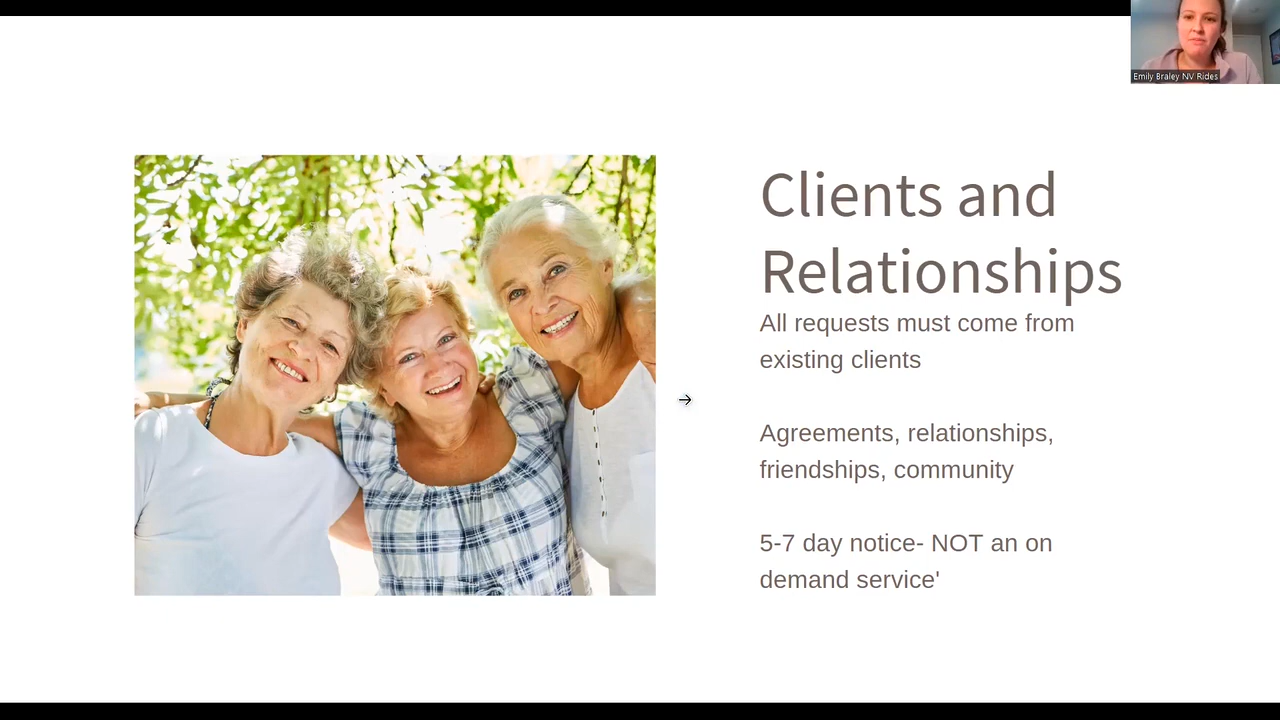 Emily Braley NV Rides
Clients and
Relationships
All requests must come from
existing clients
Agreements, relationships,
friendships, community
5-7 day notice- NOT an on
demand service'